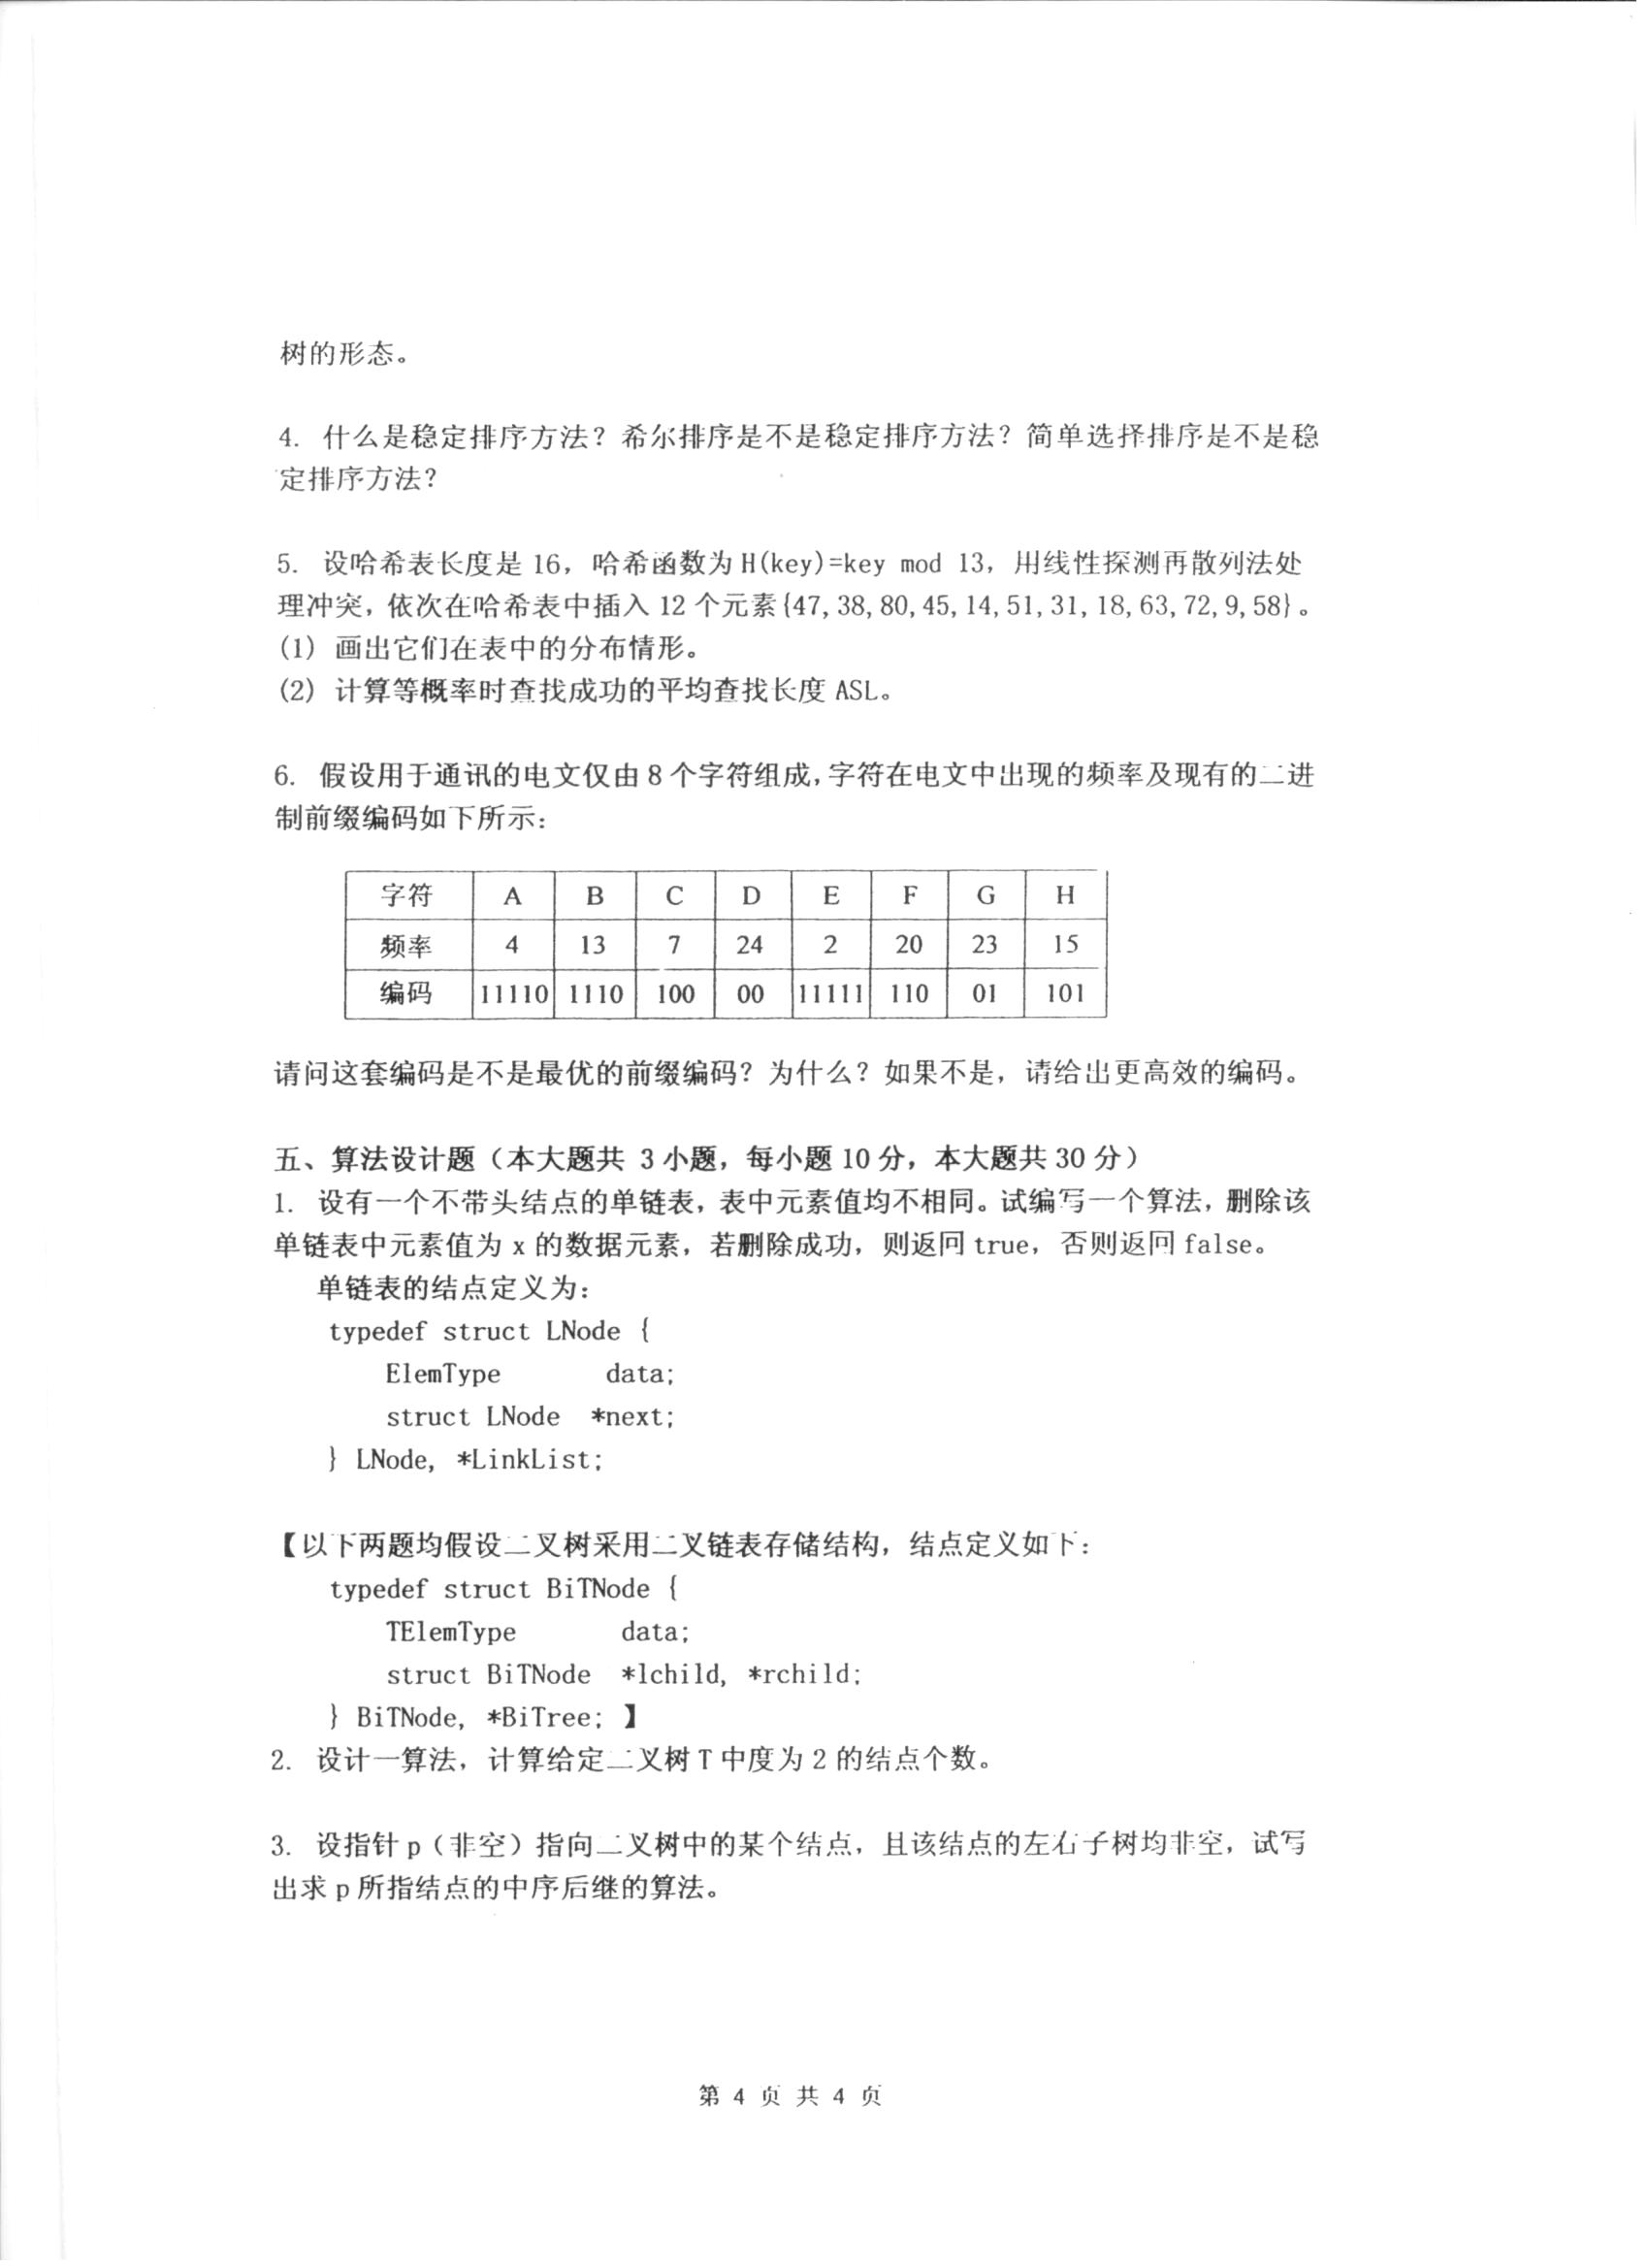 树的形态。
4. 什么是稳定排序方法？希尔排序是不是稳定排序方法？简单选择排序是不是稳
定排序方法？
5. 设哈希表长度是 16，哈希函数为 H(key)=key mod 13，用线性探测再散列法处
理冲突，依次在哈希表中插入 12 个元素{47,38,80,45,14,51,31,18,63,72,9,58}。
(1) 画出它们在表中的分布情形。
(2) 计算等概率时查找成功的平均查找长度 ASL。
6. 假设用于通讯的电文仅由 8 个字符组成，字符在电文中出现的频率及现有的二进
制前缀编码如下所示：
字符 A B C D E F G H
频率 4 13 7 24 2 20 23 15
编码 11110 1110 100 00 11111 110 01 101
请问这套编码是不是最优的前缀编码？为什么？如果不是，请给出更高效的编码。
五、算法设计题（本大题共 3 小题，每小题 10 分，本大题共 30 分）
1. 设有一个不带头结点的单链表，表中元素值均不相同。试编写一个算法，删除该
单链表中元素值为 x 的数据元素，若删除成功，则返回 true，否则返回 false。
单链表的结点定义为：
typedef struct LNode {
ElemType data;
struct LNode *next;
} LNode, *LinkList;
【以下两题均假设二叉树采用二叉链表存储结构，结点定义如下：
typedef struct BiTNode {
TElemType data;
struct BiTNode *lchild, *rchild;
} BiTNode, *BiTree; 】
2. 设计一算法，计算给定二叉树 T 中度为 2 的结点个数。
3. 设指针 p（非空）指向二叉树中的某个结点，且该结点的左右子树均非空，试写
出求 p 所指结点的中序后继的算法。
第 4 页 共 4 页